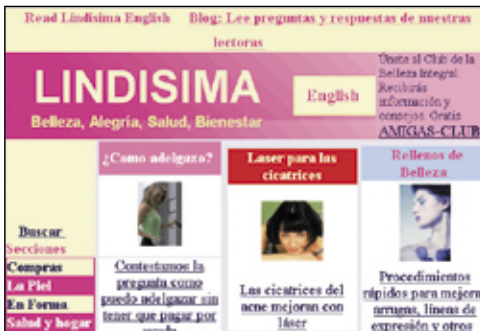 Read Lindisima English    Blog: Lee preguntas y respuestas de nuestras
lectoras
LINDISIMA
Belleza, Alegría, Salud, Bienestar
English
Únete al Club de la
Belleza Integral.
Recibirás
información y
consejos. Gratis
AMIGAS-CLUB
Buscar
Secciones
Compras
La Piel
En Forma
Salud y hogar
¿Como adelgazo?
Contestamos la
pregunta como
puedo adelgazar sin
tener que pagar por
Laser para las
cicatrices
Las cicatrices del
acne mejoran con
láser
Rellenos de
Belleza
Procedimientos
rápidos para mejorar
arrugas, líneas de
expresión y otros